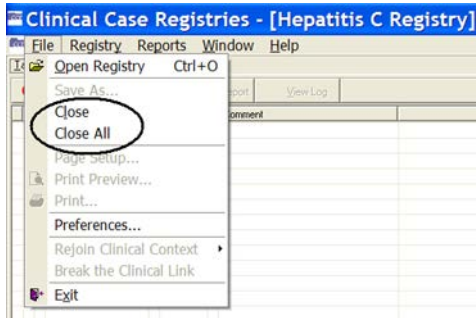 Clinical Case Registries - [Hepatitis C Registry]
File Registry Reports Window Help
Open Registry Ctrl+O
Save As...
Close
Close All
Page Setup...
Print Preview...
Print...
Preferences...
Rejoin Clinical Context
Break the Clinical Link
Exit
View Log
Comment